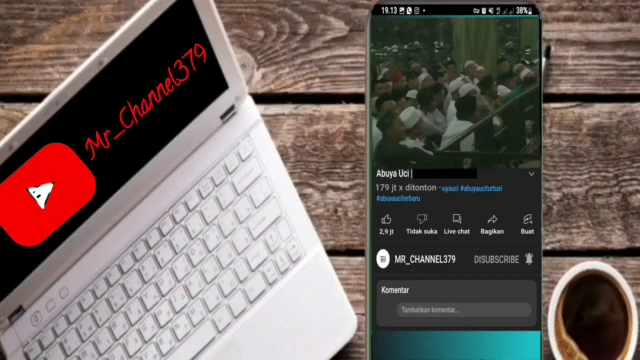 Mr_Channel379
19.13
38%
Abuya Uci |
179 jt x ditonton · #abuyauciturtusi
#abuyauciterbaru
2,9 jt
Tidak suka
Live chat
Bagikan
Buat
MR_CHANNEL379
DISUBSCRIBE
Komentar
Tambahkan komentar...